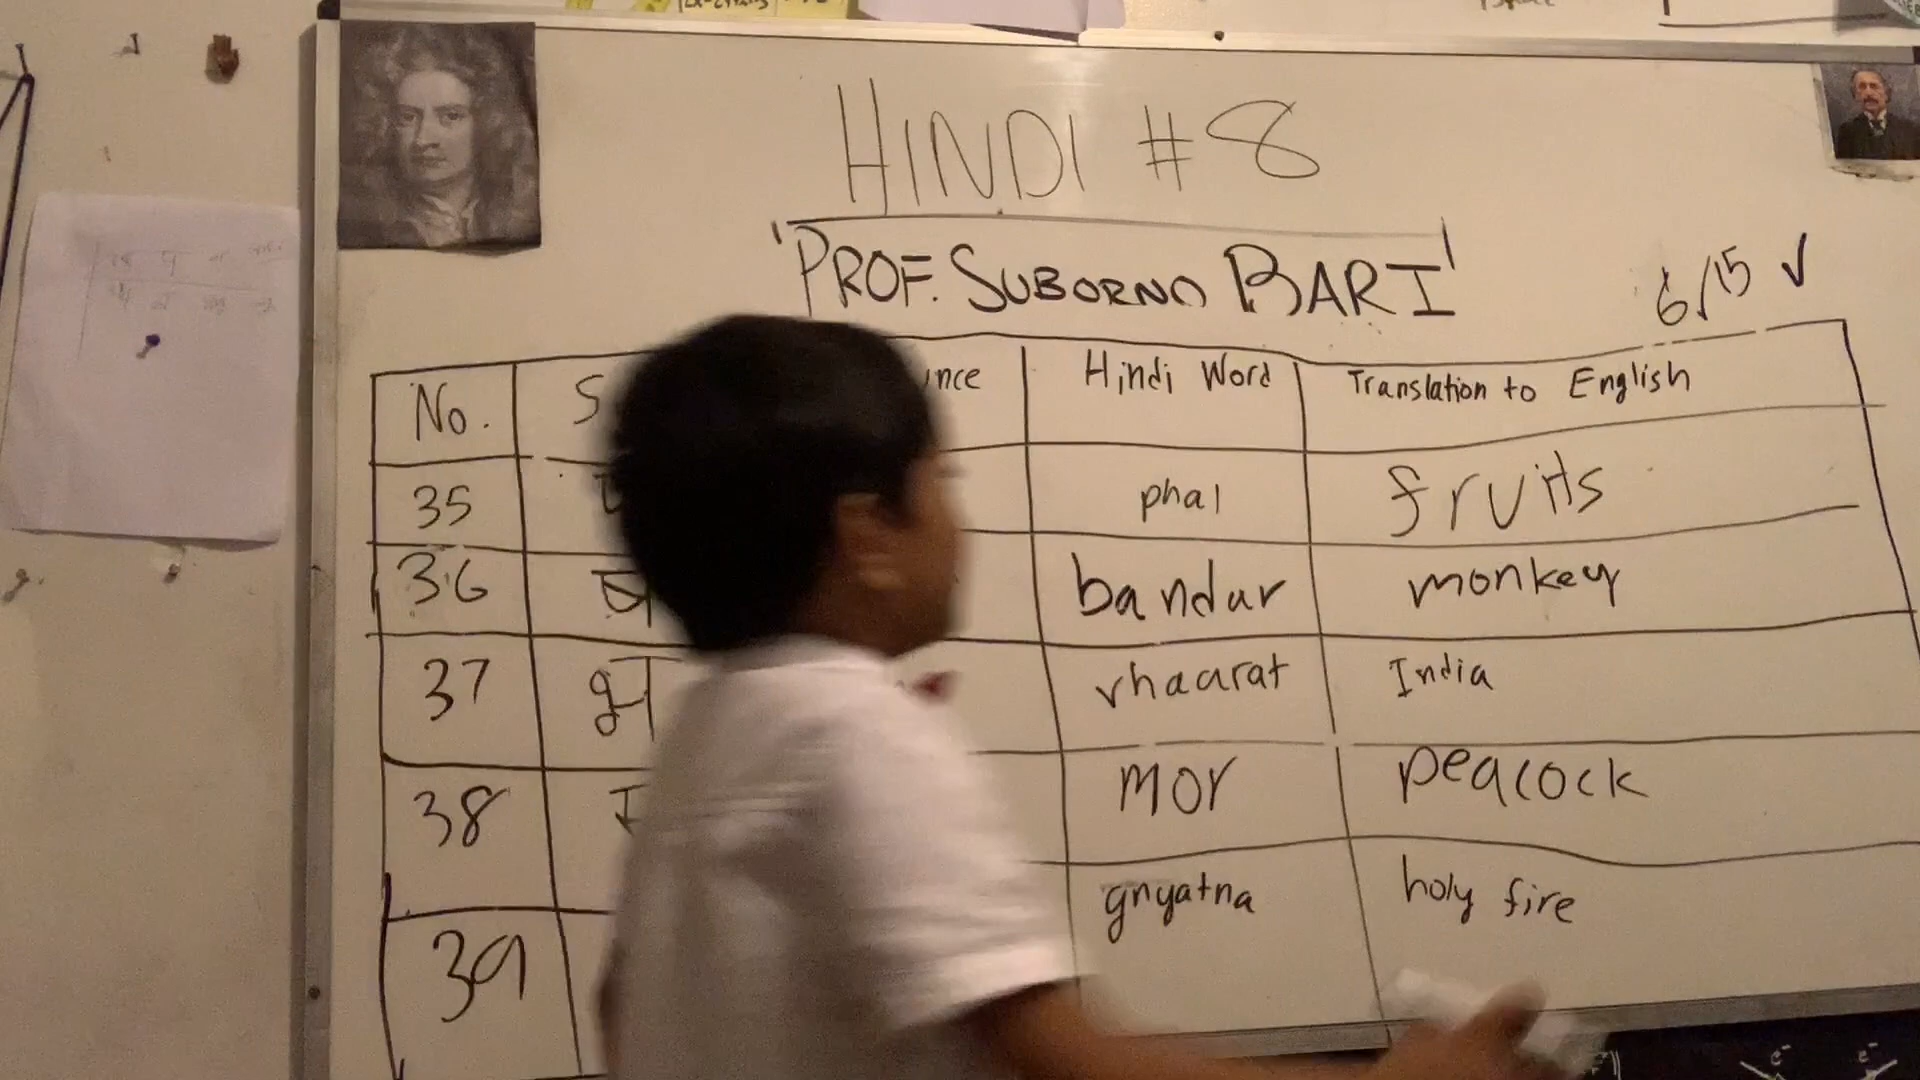 HINDI #8
'PROF. SUBORNO BARI'
6/15 ✓
No. S nce Hindi Word Translation to English
35 phal fruits
36 ब bandar monkey
37 भ rhaarat India
38 mor peacock
39 gnyatna holy fire
e⁻ e⁻